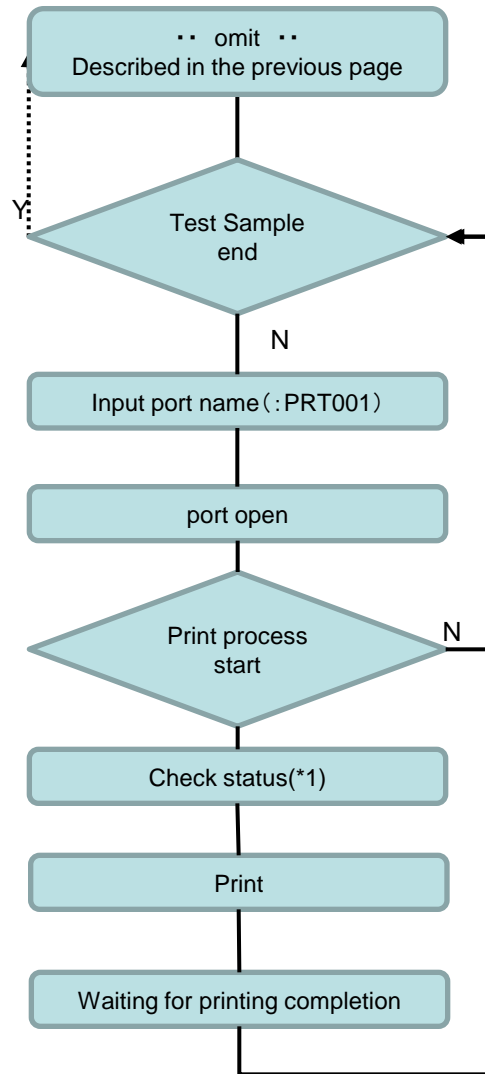 ･･ omit ･･
Described in the previous page
Y
Test Sample
end
N
Input port name(:PRT001)
port open
Print process
start
N
Check status(*1)
Print
Waiting for printing completion